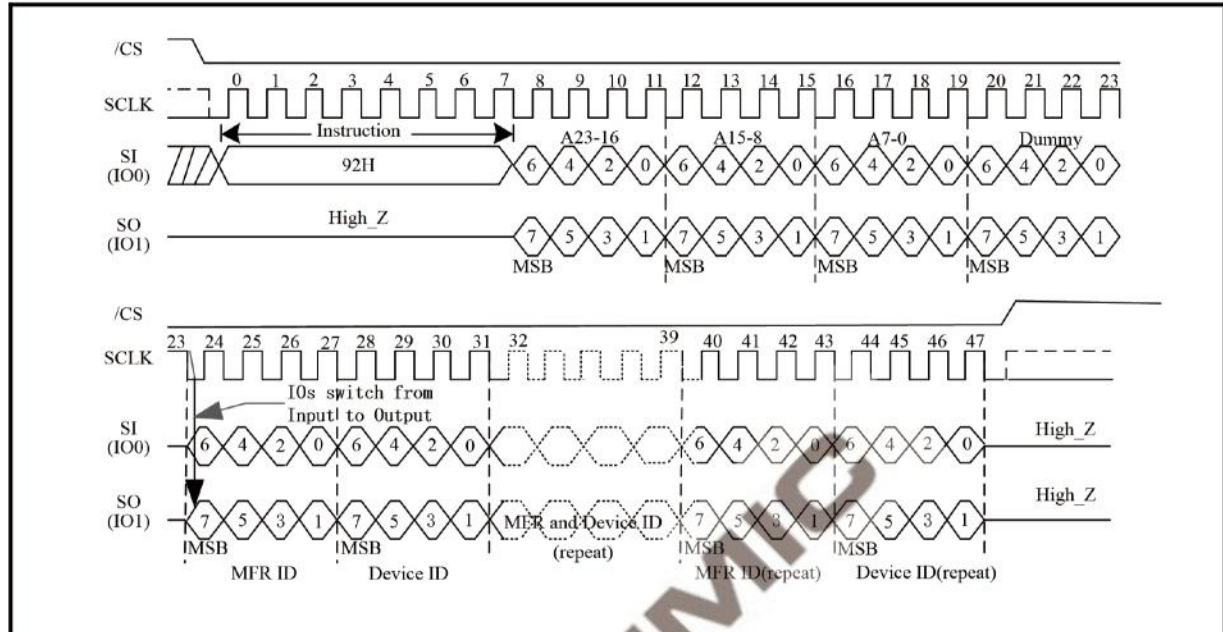 /CS
0 1 2 3 4 5 6 7 8 9 10 11 12 13 14 15 16 17 18 19 20 21 22 23
SCLK
Instruction
A23-16 A15-8 A7-0 Dummy
SI
(IO0)
92H
6 4 2 0 6 4 2 0 6 4 2 0 6 4 2 0
SO
(IO1)
High_Z
7 5 3 1 7 5 3 1 7 5 3 1 7 5 3 1
MSB MSB MSB MSB
/CS
23 24 25 26 27 28 29 30 31 32 39 40 41 42 43 44 45 46 47
SCLK
IOs switch from
Input to Output
SI
(IO0)
6 4 2 0 6 4 2 0 6 4 2 0 6 4 2 0
High_Z
SO
(IO1)
7 5 3 1 7 5 3 1 MFR and Device ID 7 5 3 1 7 5 3 1
(repeat)
High_Z
MSB MSB MSB MSB
MFR ID Device ID MFR ID(repeat) Device ID(repeat)